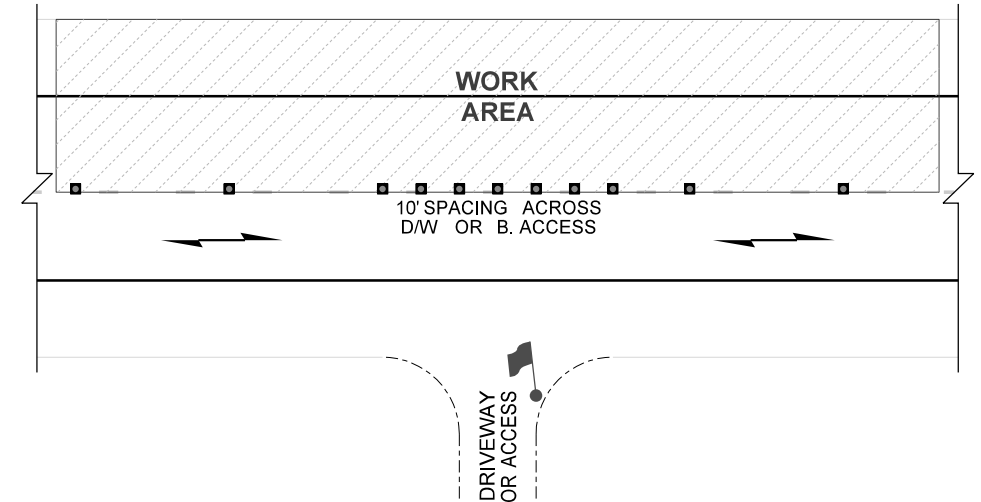 WORK
AREA
10' SPACING ACROSS
D/W OR B. ACCESS
DRIVEWAY
OR ACCESS